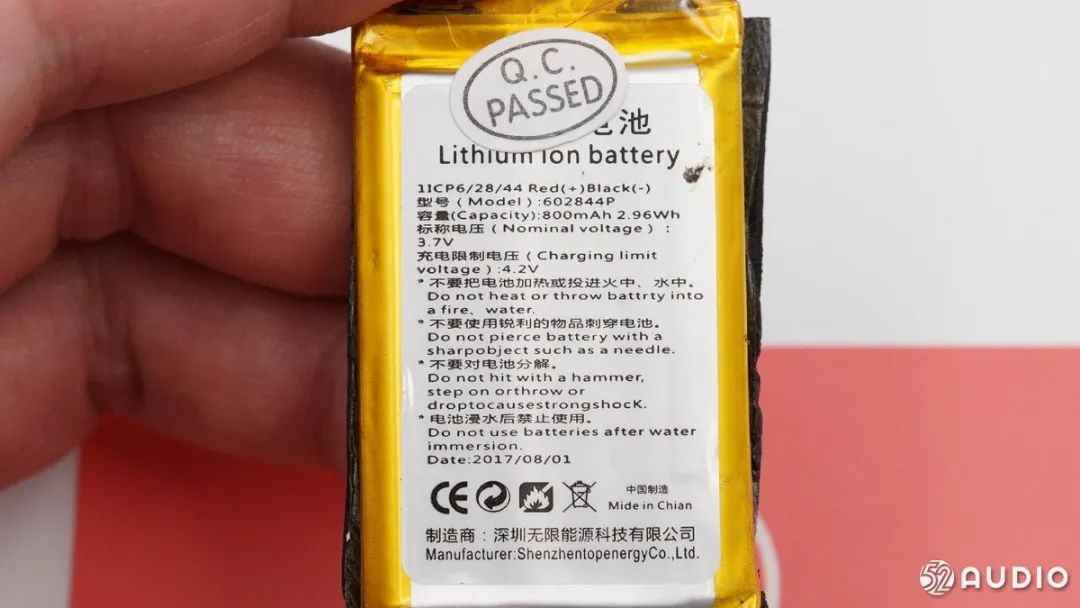 Q.C.
PASSED
电池
Lithium ion battery
1ICP6/28/44 Red(+)Black(-)
型号(Model):602844P
容量(Capacity):800mAh 2.96Wh
标称电压(Nominal voltage):
3.7V
充电限制电压(Charging limit
voltage):4.2V
*不要把电池加热或投进火中、水中。
Do not heat or throw battrty into
a fire、water.
*不要使用锐利的物品刺穿电池。
Do not pierce battery with a
sharpobject such as a needle.
*不要对电池分解。
Do not hit with a hammer,
step on orthrow or
droptocausestrongshocK.
*电池浸水后禁止使用。
Do not use batteries after water
immersion.
Date:2017/08/01
CE
中国制造
Made in Chian
制造商:深圳无限能源科技有限公司
Manufacturer:ShenzhentopenergyCo.,Ltd.
52 AUDIO